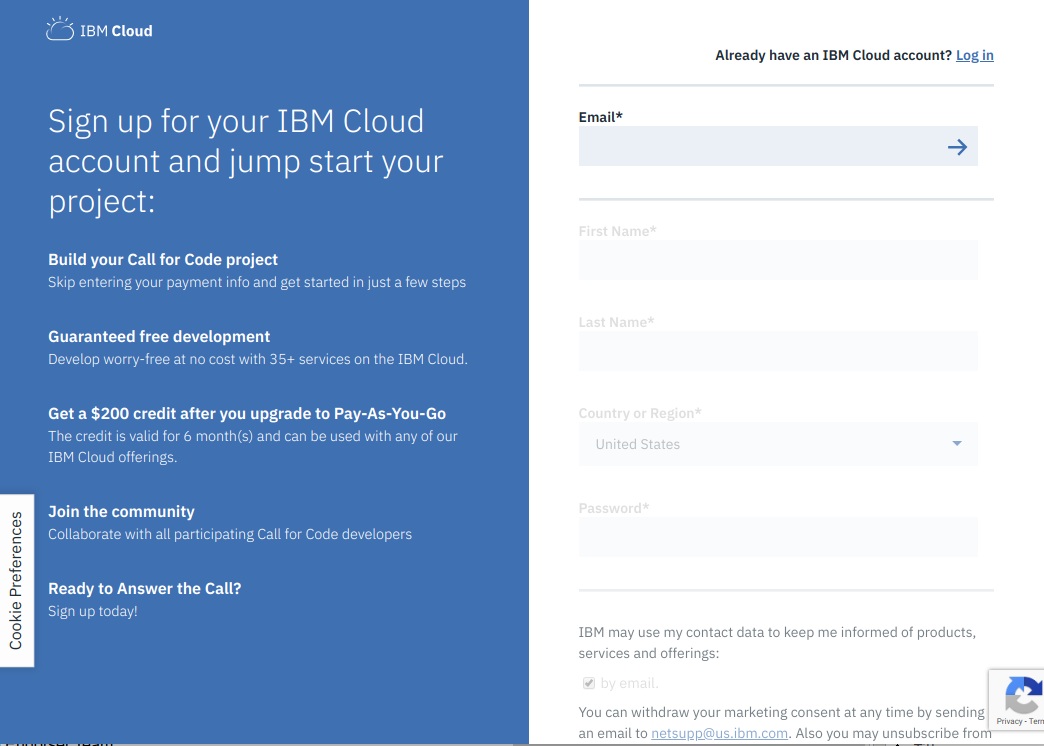 IBM Cloud
Sign up for your IBM Cloud
account and jump start your
project:
Build your Call for Code project
Skip entering your payment info and get started in just a few steps
Guaranteed free development
Develop worry-free at no cost with 35+ services on the IBM Cloud.
Get a $200 credit after you upgrade to Pay-As-You-Go
The credit is valid for 6 month(s) and can be used with any of our
IBM Cloud offerings.
Join the community
Collaborate with all participating Call for Code developers
Ready to Answer the Call?
Sign up today!
Cookie Preferences
Already have an IBM Cloud account? Log in
Email*
First Name*
Last Name*
Country or Region*
United States
Password*
IBM may use my contact data to keep me informed of products,
services and offerings:
by email.
You can withdraw your marketing consent at any time by sending
an email to netsupp@us.ibm.com. Also you may unsubscribe from
Privacy - Term